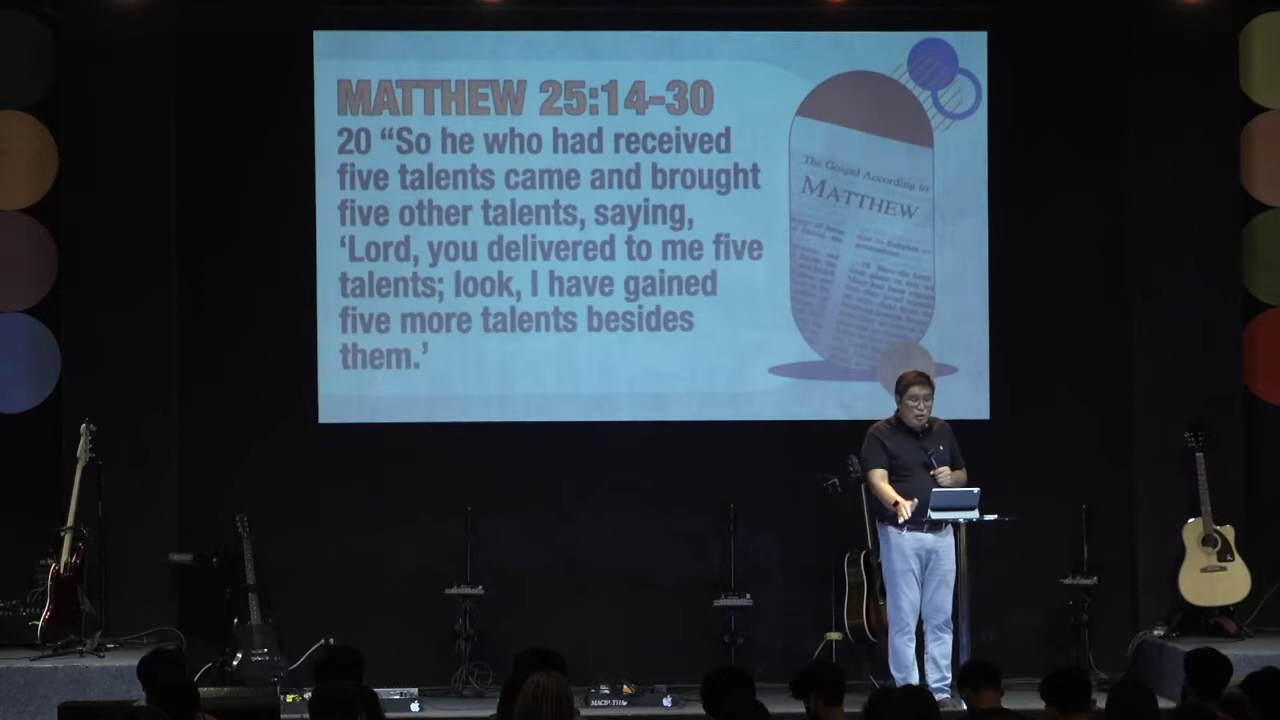 MATTHEW 25:14-30
20 “So he who had received
five talents came and brought
five other talents, saying,
‘Lord, you delivered to me five
talents; look, I have gained
five more talents besides
them.’
The Gospel According to
MATTHEW